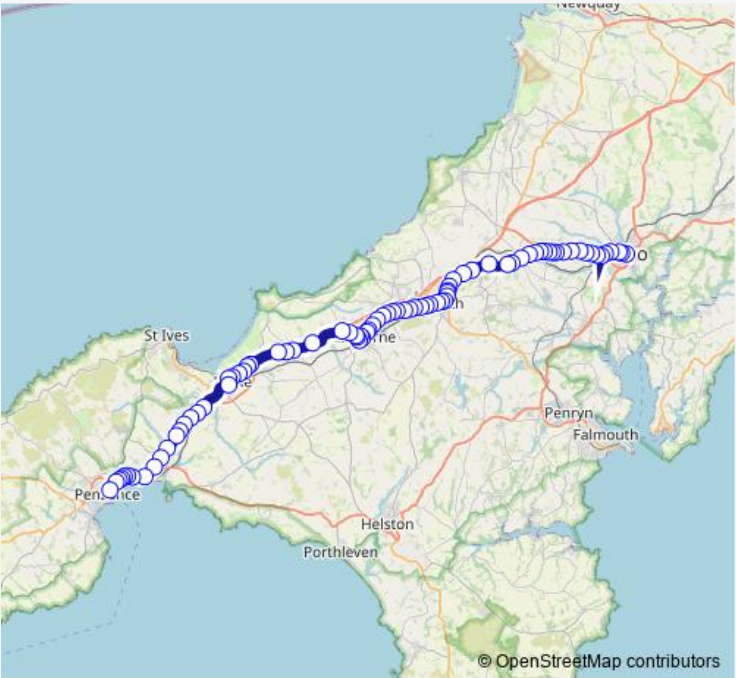 Newquay
St Ives
Penryn
Falmouth
Helston
Porthleven
© OpenStreetMap contributors